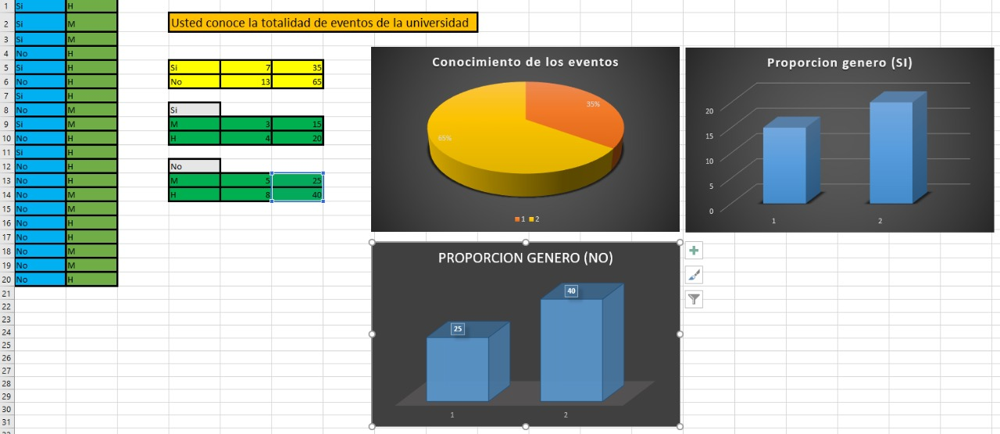 1 Si H
2 Si M Usted conoce la totalidad de eventos de la universidad
3 Si M
4 No H
5 Si H Si 7 35
6 No H No 13 65
7 Si H
8 No M Si
9 Si M M 3 15
10 No H H 4 20
11 Si H
12 No H No
13 No H M 5 25
14 No M H 8 40
15 No M
16 No H
17 No H
18 No M
19 No M
20 No H
21
22
23
24
25
26
27
28
29
30
31
Conocimiento de los eventos
35%
65%
1 2
Proporcion genero (SI)
20
15
10
5
0
1 2
PROPORCION GENERO (NO)
40
25
1 2